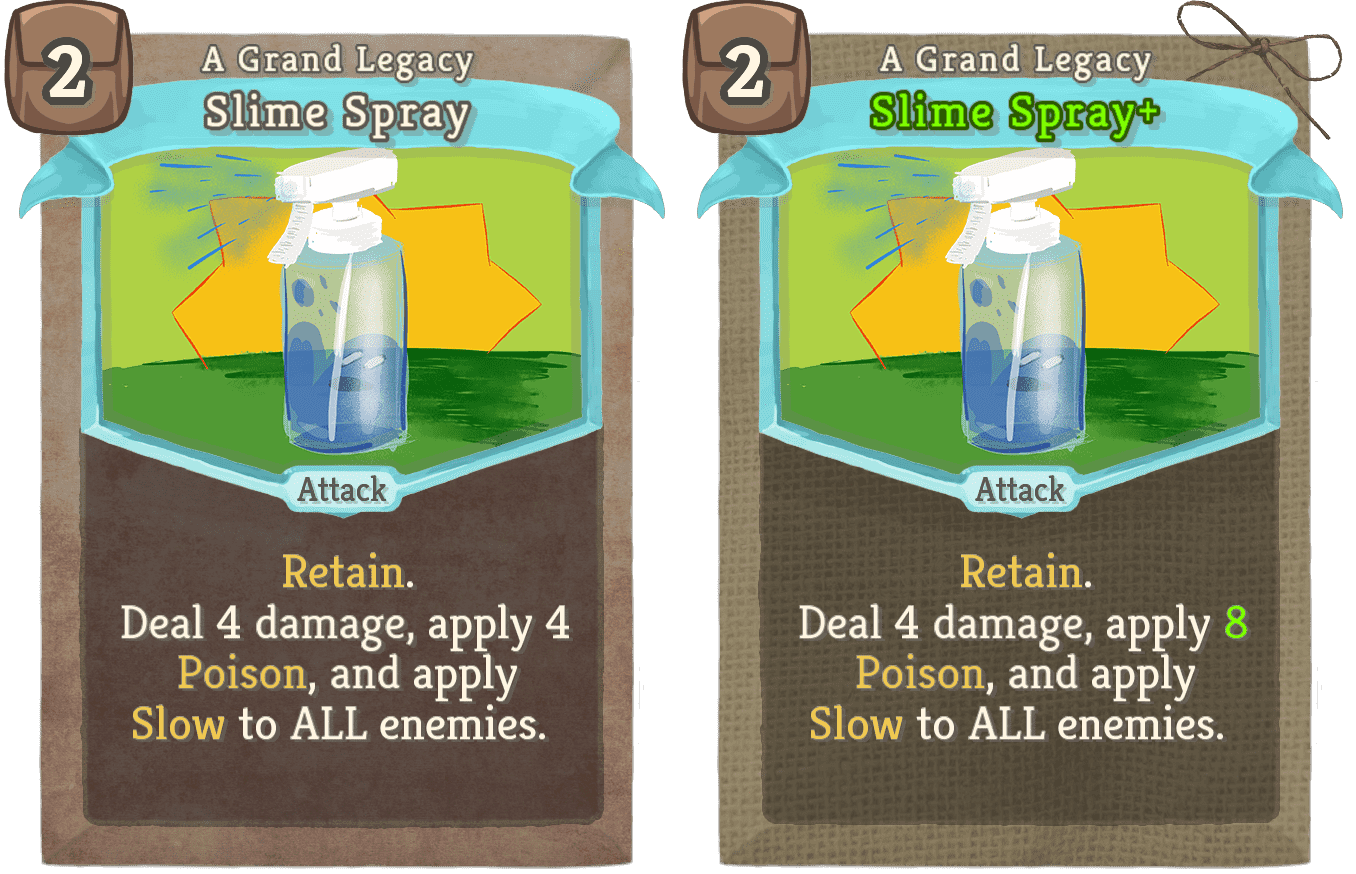 2
A Grand Legacy
Slime Spray
Attack
Retain.
Deal 4 damage, apply 4
Poison, and apply
Slow to ALL enemies.
2
A Grand Legacy
Slime Spray+
Attack
Retain.
Deal 4 damage, apply 8
Poison, and apply
Slow to ALL enemies.